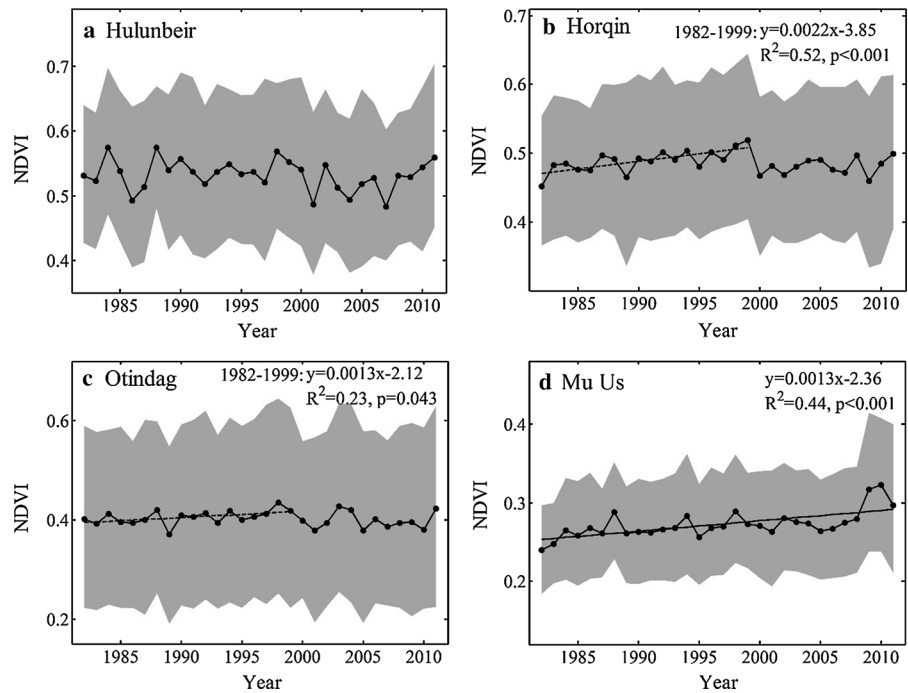 a Hulunbeir
NDVI
0.7
0.6
0.5
0.4
1985 1990 1995 2000 2005 2010
Year
b Horqin
1982-1999: y=0.0022x-3.85
R²=0.52, p<0.001
NDVI
0.7
0.6
0.5
0.4
1985 1990 1995 2000 2005 2010
Year
c Otindag
1982-1999: y=0.0013x-2.12
R²=0.23, p=0.043
NDVI
0.6
0.4
0.2
1985 1990 1995 2000 2005 2010
Year
d Mu Us
y=0.0013x-2.36
R²=0.44, p<0.001
NDVI
0.4
0.3
0.2
1985 1990 1995 2000 2005 2010
Year